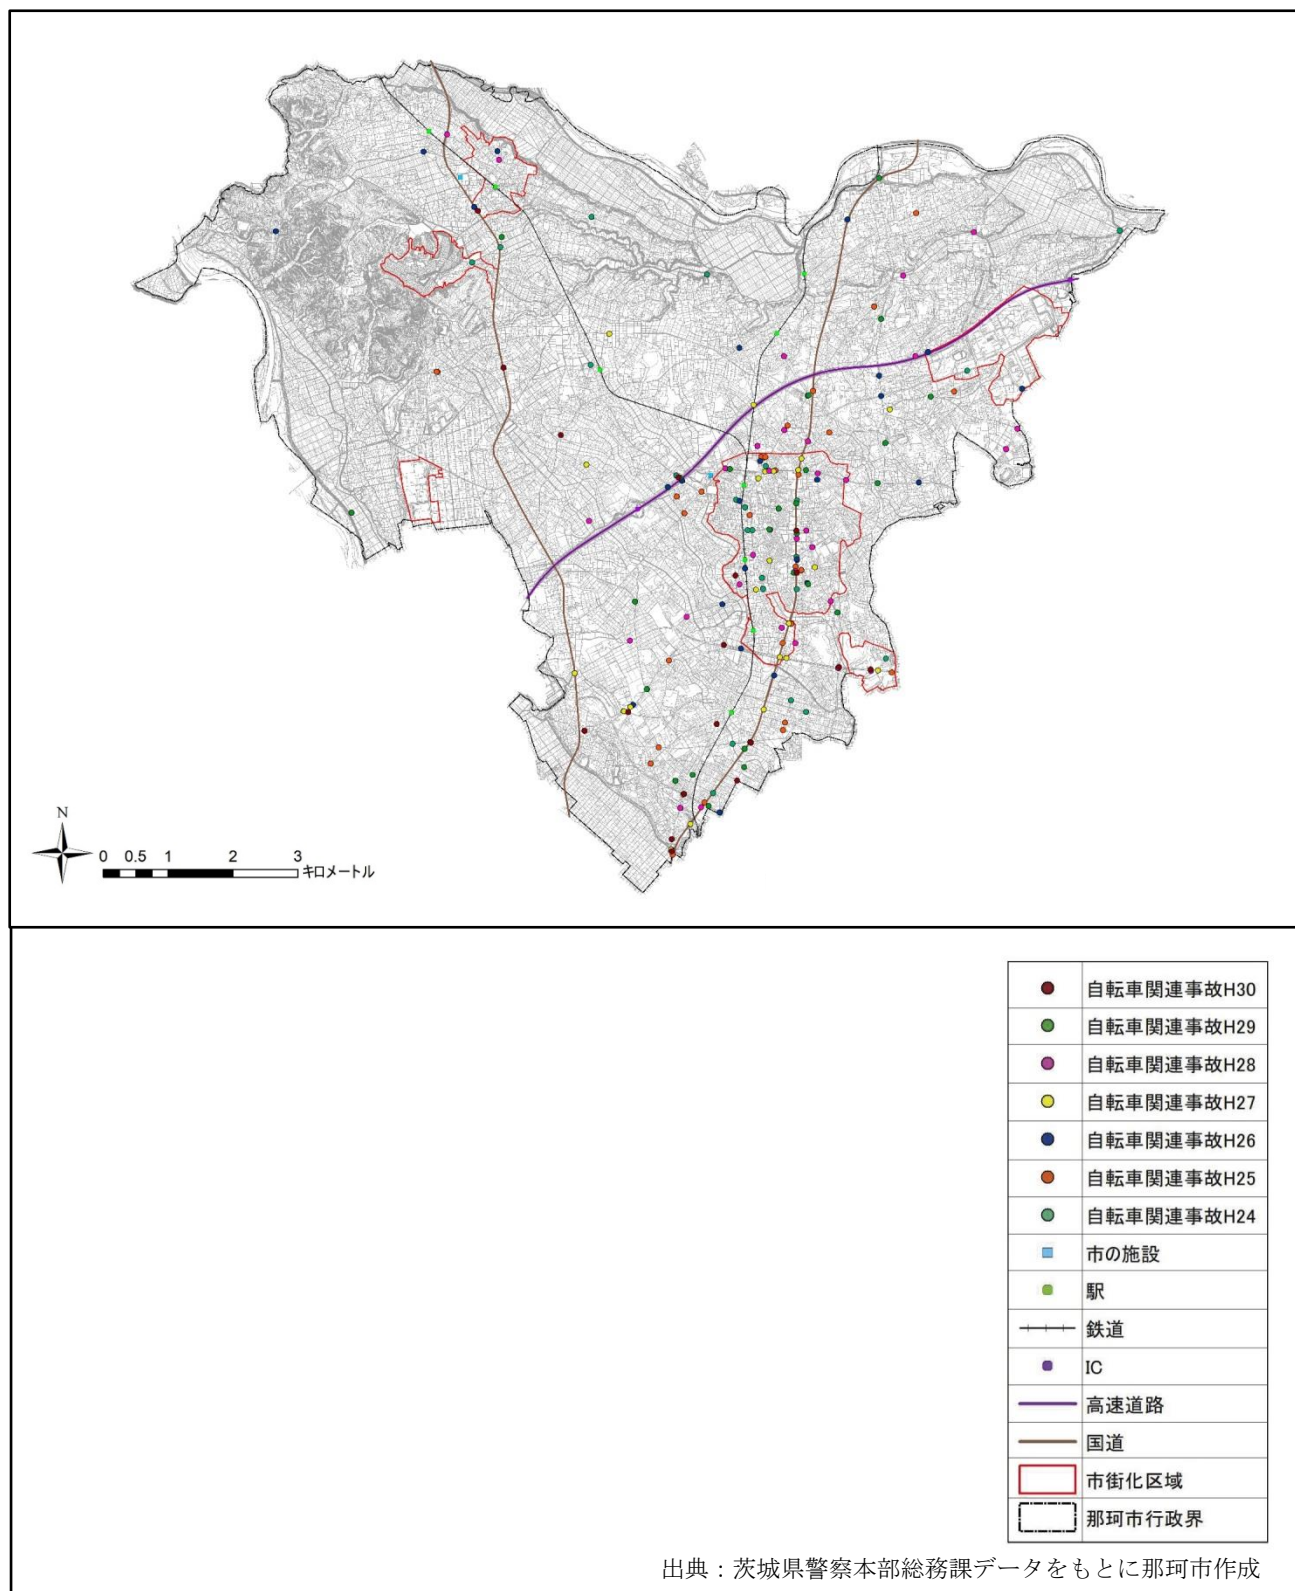 N
0 0.5 1 2 3
キロメートル
自転車関連事故H30
自転車関連事故H29
自転車関連事故H28
自転車関連事故H27
自転車関連事故H26
自転車関連事故H25
自転車関連事故H24
市の施設
駅
鉄道
IC
高速道路
国道
市街化区域
那珂市行政界
出典：茨城県警察本部総務課データをもとに那珂市作成